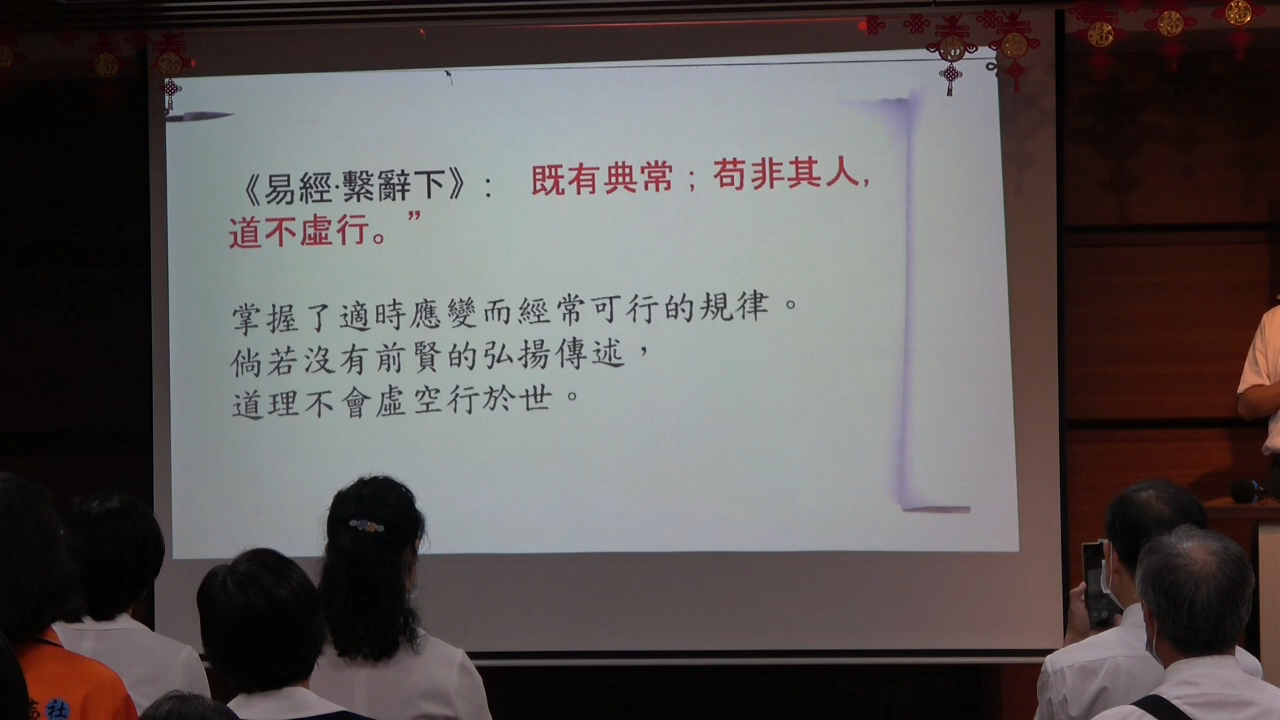 《易經·繫辭下》： 既有典常；苟非其人,
道不虛行。”
掌握了適時應變而經常可行的規律。
倘若沒有前賢的弘揚傳述，
道理不會虛空行於世。
社